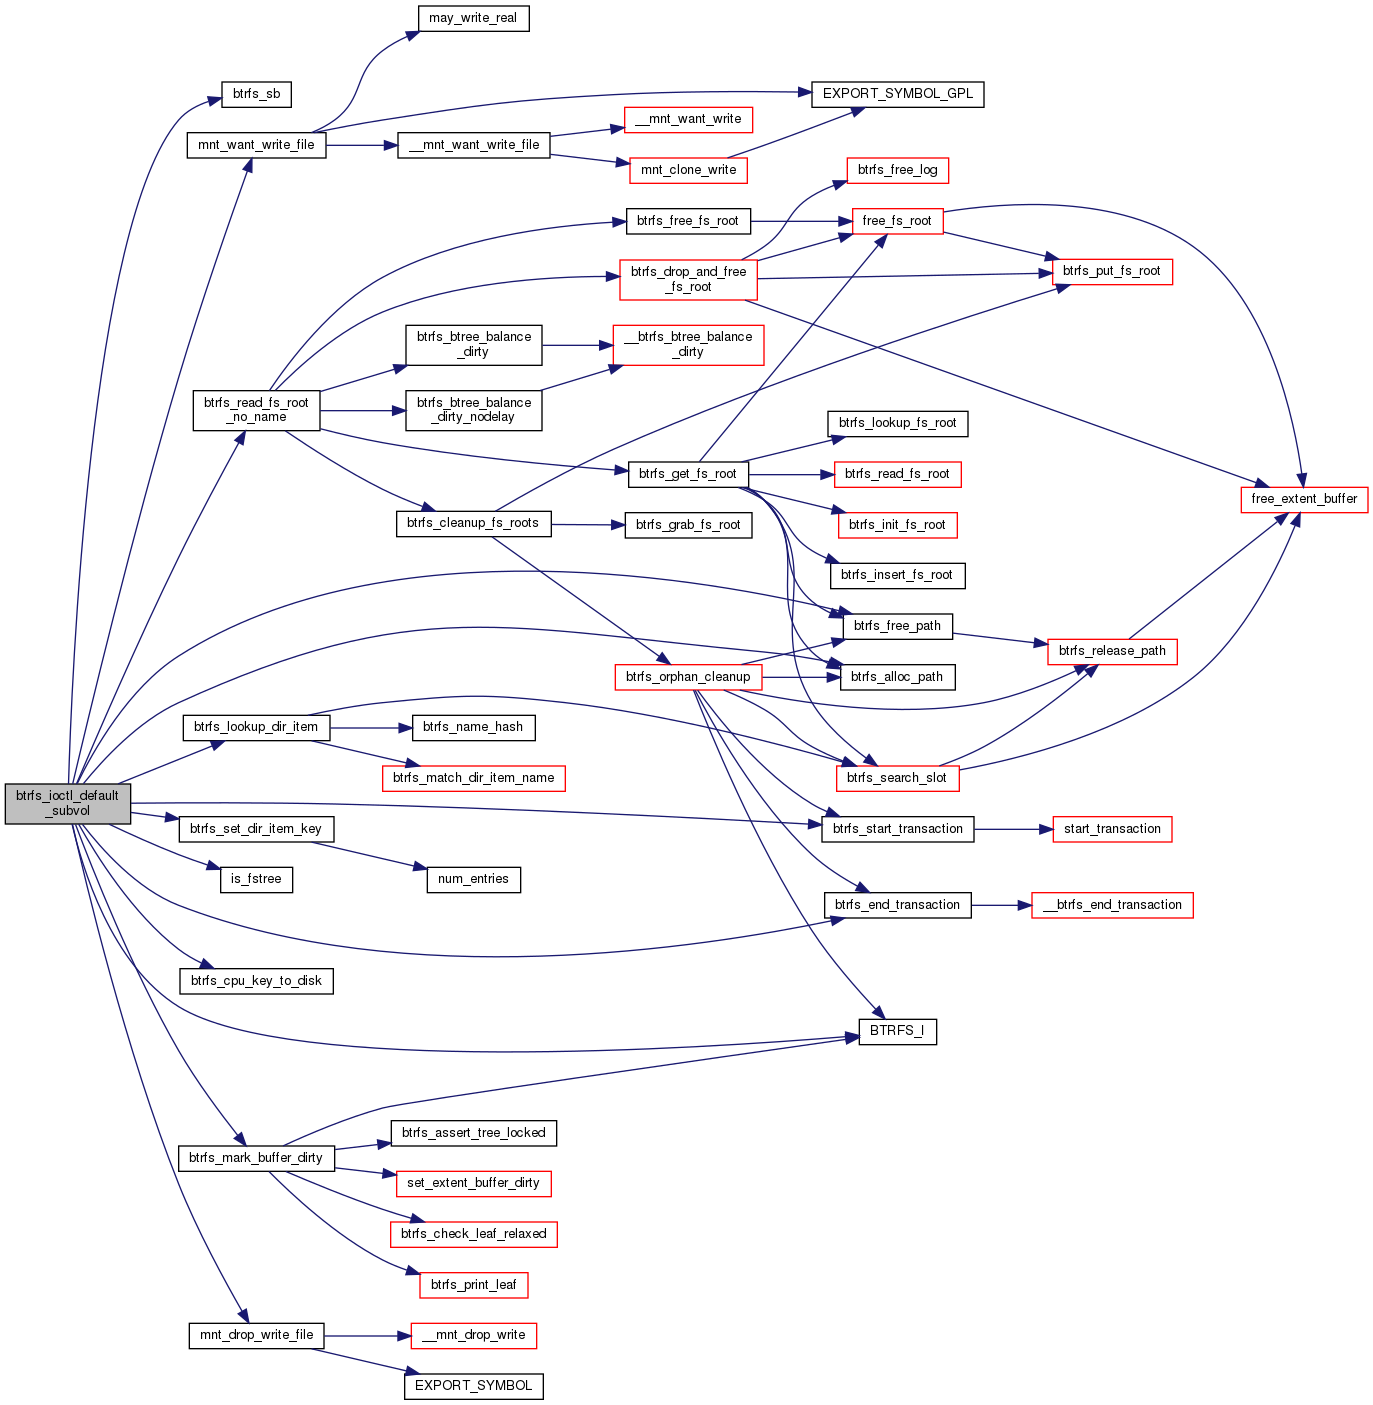 may_write_real
btrfs_sb
EXPORT_SYMBOL_GPL
__mnt_want_write
mnt_want_write_file
__mnt_want_write_file
mnt_clone_write
btrfs_free_log
btrfs_free_fs_root
free_fs_root
btrfs_drop_and_free
_fs_root
btrfs_put_fs_root
btrfs_btree_balance
_dirty
__btrfs_btree_balance
_dirty
btrfs_read_fs_root
_no_name
btrfs_btree_balance
_dirty_nodelay
btrfs_lookup_fs_root
btrfs_get_fs_root
btrfs_read_fs_root
free_extent_buffer
btrfs_cleanup_fs_roots
btrfs_grab_fs_root
btrfs_init_fs_root
btrfs_insert_fs_root
btrfs_free_path
btrfs_release_path
btrfs_orphan_cleanup
btrfs_alloc_path
btrfs_lookup_dir_item
btrfs_name_hash
btrfs_match_dir_item_name
btrfs_search_slot
btrfs_ioctl_default
_subvol
btrfs_set_dir_item_key
btrfs_start_transaction
start_transaction
is_fstree
num_entries
btrfs_end_transaction
__btrfs_end_transaction
btrfs_cpu_key_to_disk
BTRFS_I
btrfs_assert_tree_locked
btrfs_mark_buffer_dirty
set_extent_buffer_dirty
btrfs_check_leaf_relaxed
btrfs_print_leaf
mnt_drop_write_file
__mnt_drop_write
EXPORT_SYMBOL